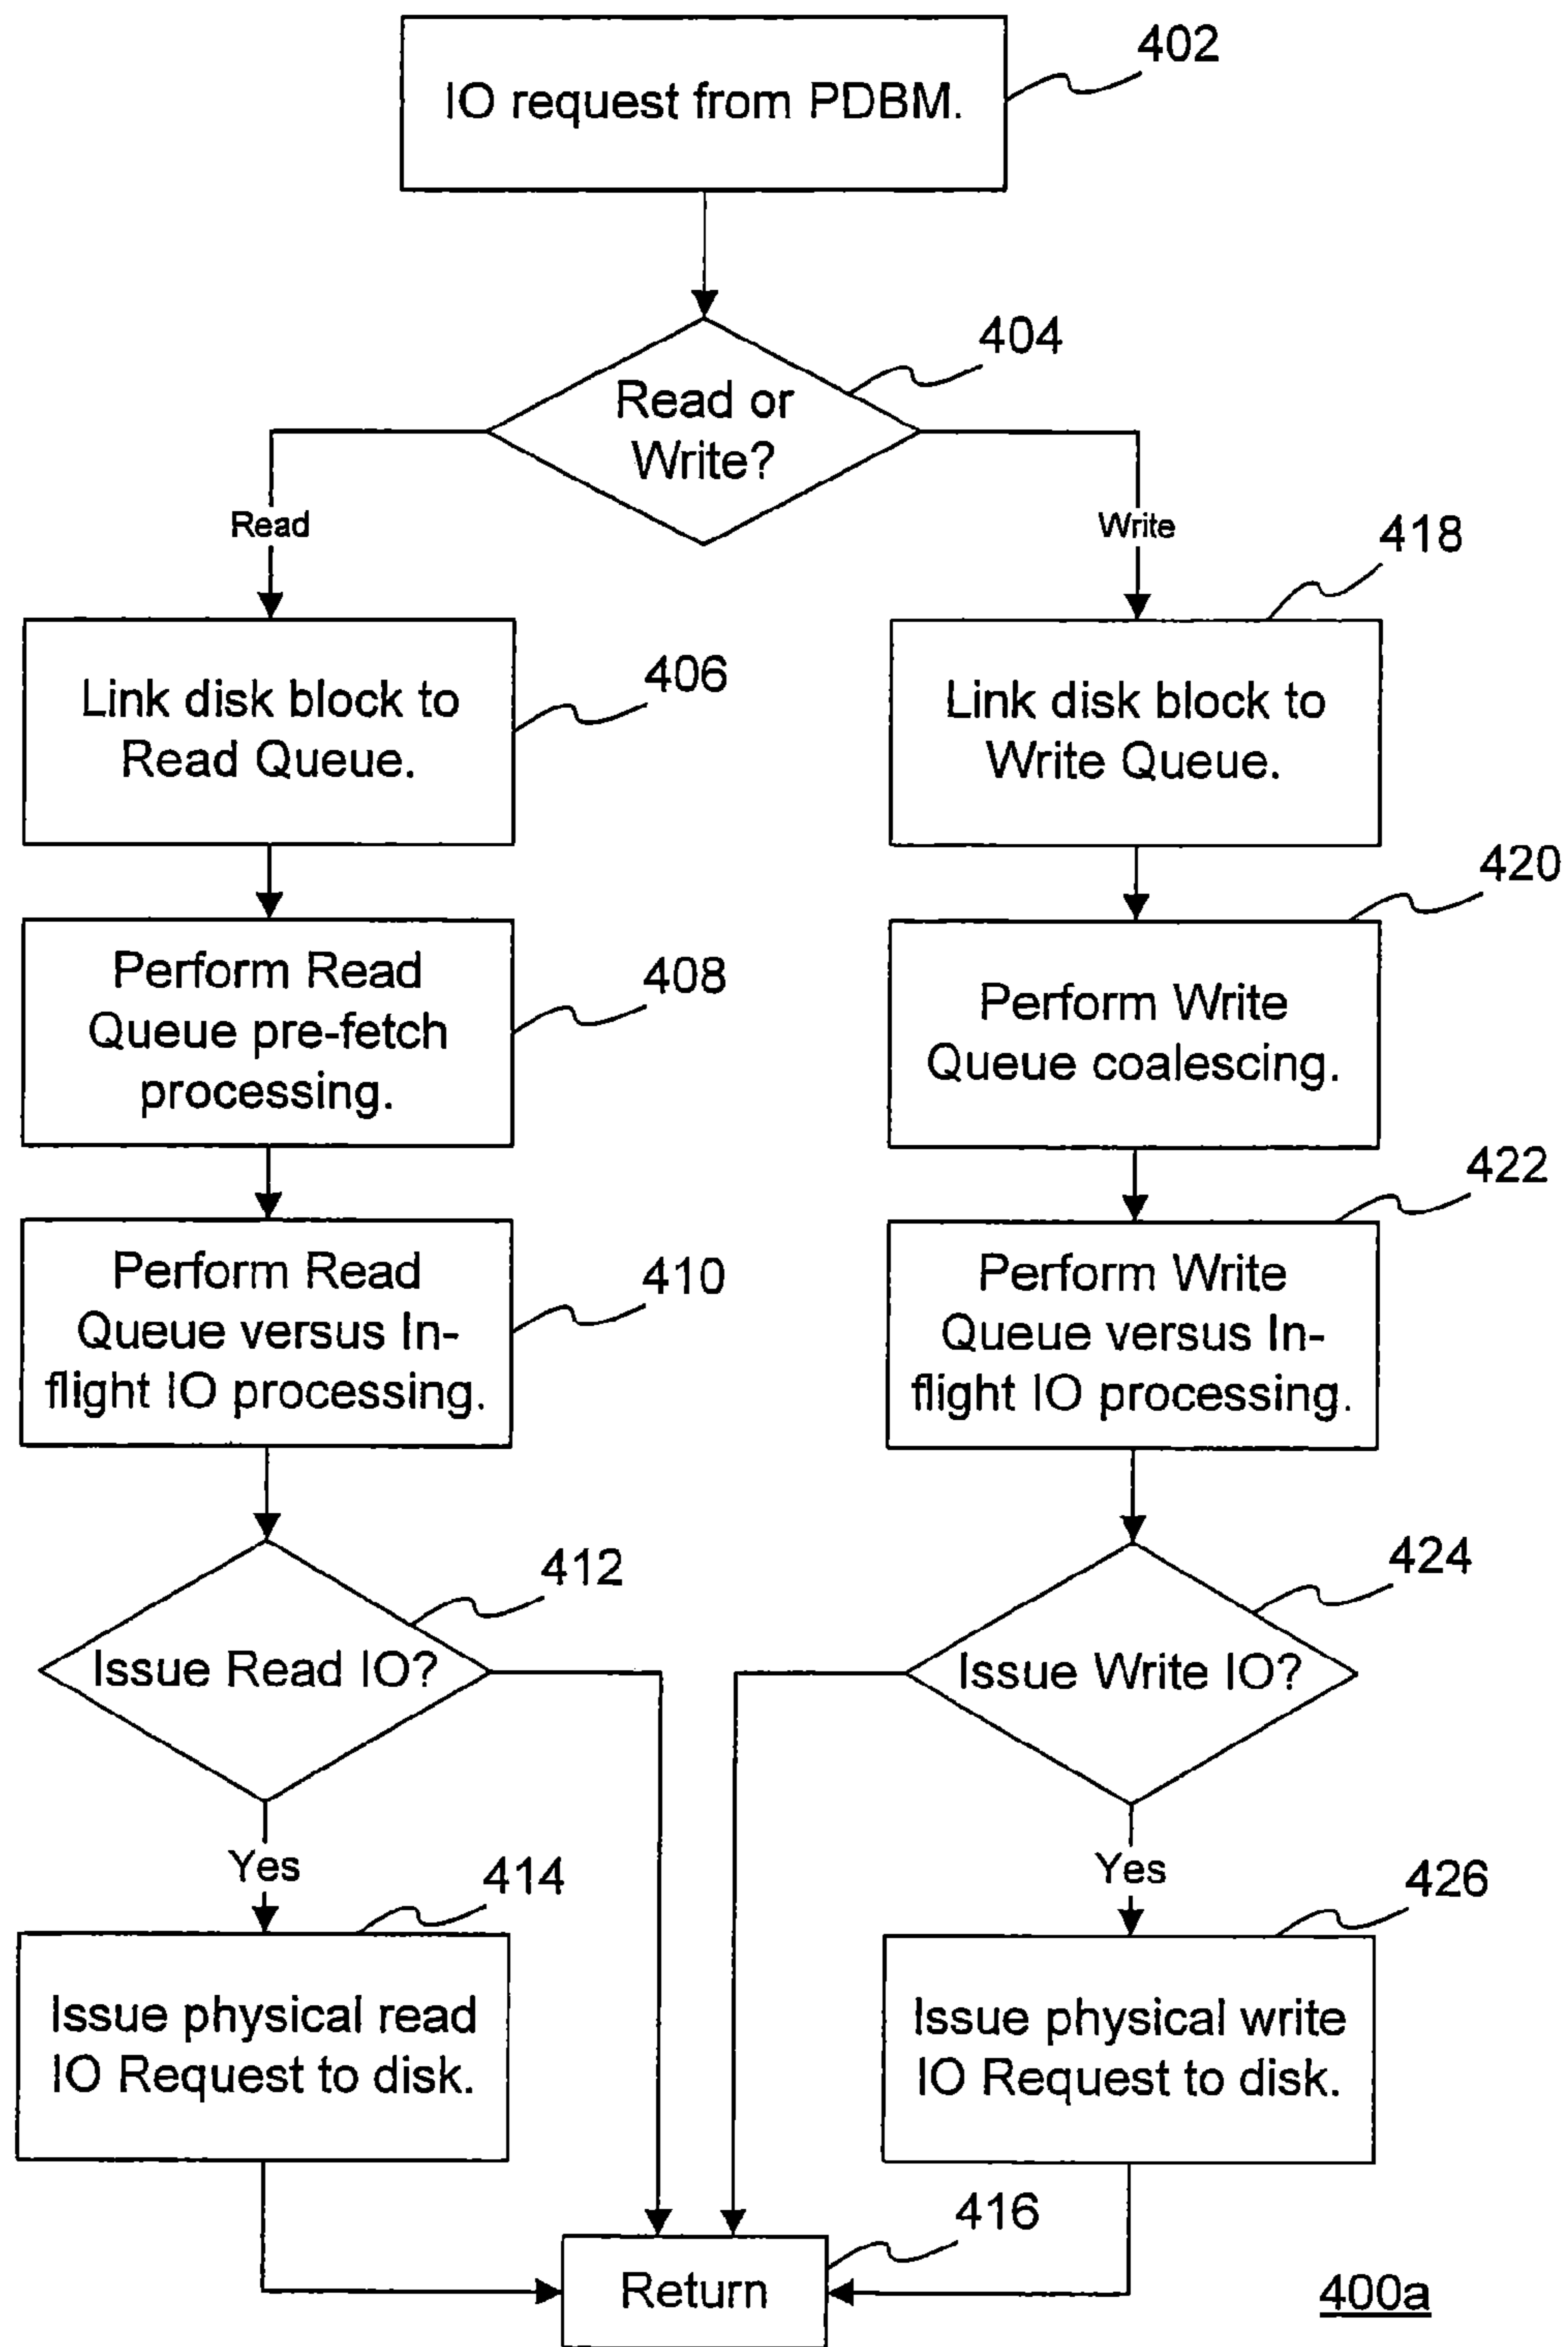 402
IO request from PDBM.
404
Read or
Write?
Read
Write
418
Link disk block to
Read Queue.
406
Link disk block to
Write Queue.
420
Perform Read
Queue pre-fetch
processing.
408
Perform Write
Queue coalescing.
422
Perform Read
Queue versus In-
flight IO processing.
410
Perform Write
Queue versus In-
flight IO processing.
412
424
Issue Read IO?
Issue Write IO?
Yes
Yes
414
426
Issue physical read
IO Request to disk.
Issue physical write
IO Request to disk.
416
Return
400a